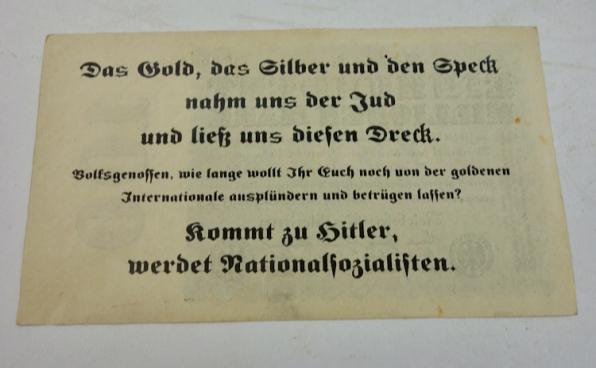 Das Gold, das Silber und den Speck
nahm uns der Jud
und ließ uns diesen Dreck.
Volksgenossen, wie lange wollt Ihr Euch noch von der goldenen
Internationale ausplündern und betrügen lassen?
Kommt zu Hitler,
werdet Nationalsozialisten.